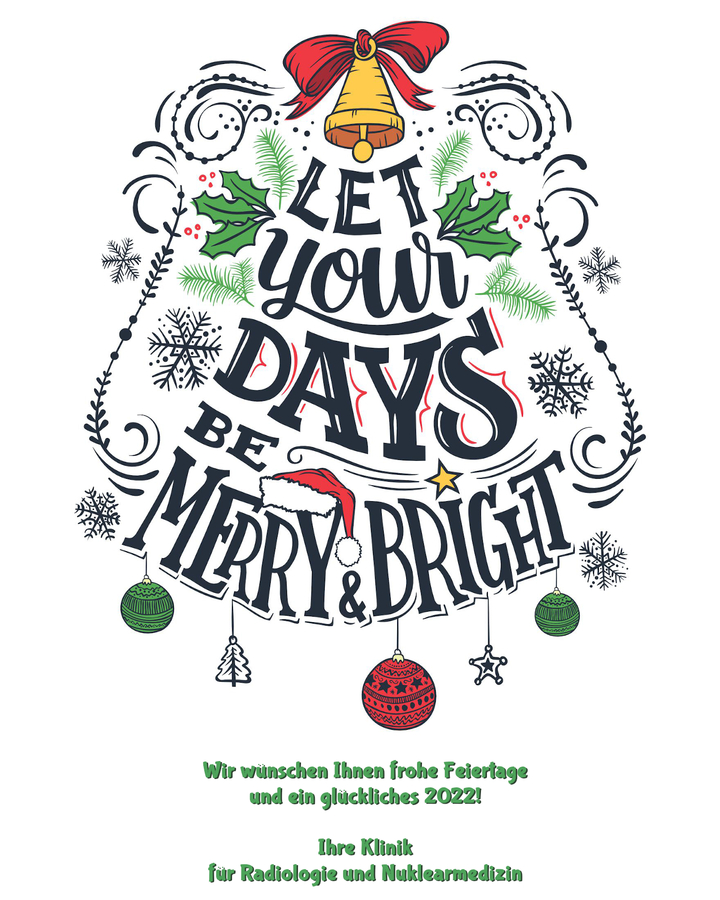 LET
your
DAYS
BE
MERRY & BRIGHT
Wir wünschen Ihnen frohe Feiertage
und ein glückliches 2022!
Ihre Klinik
für Radiologie und Nuklearmedizin